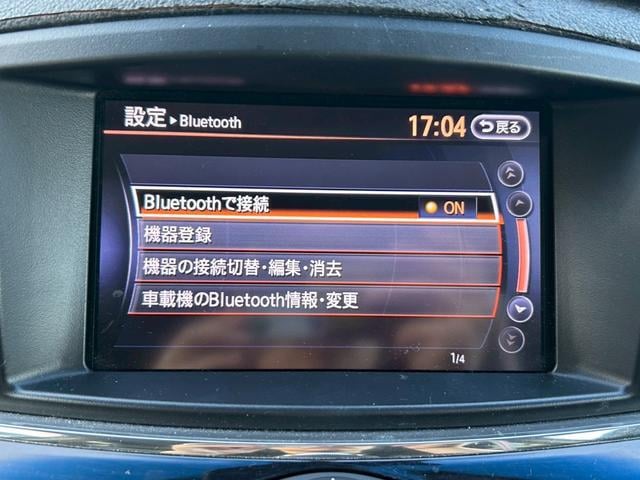 設定▶Bluetooth 17:04 戻る
Bluetoothで接続 ON
機器登録
機器の接続切替・編集・消去
車載機のBluetooth情報・変更
1/4